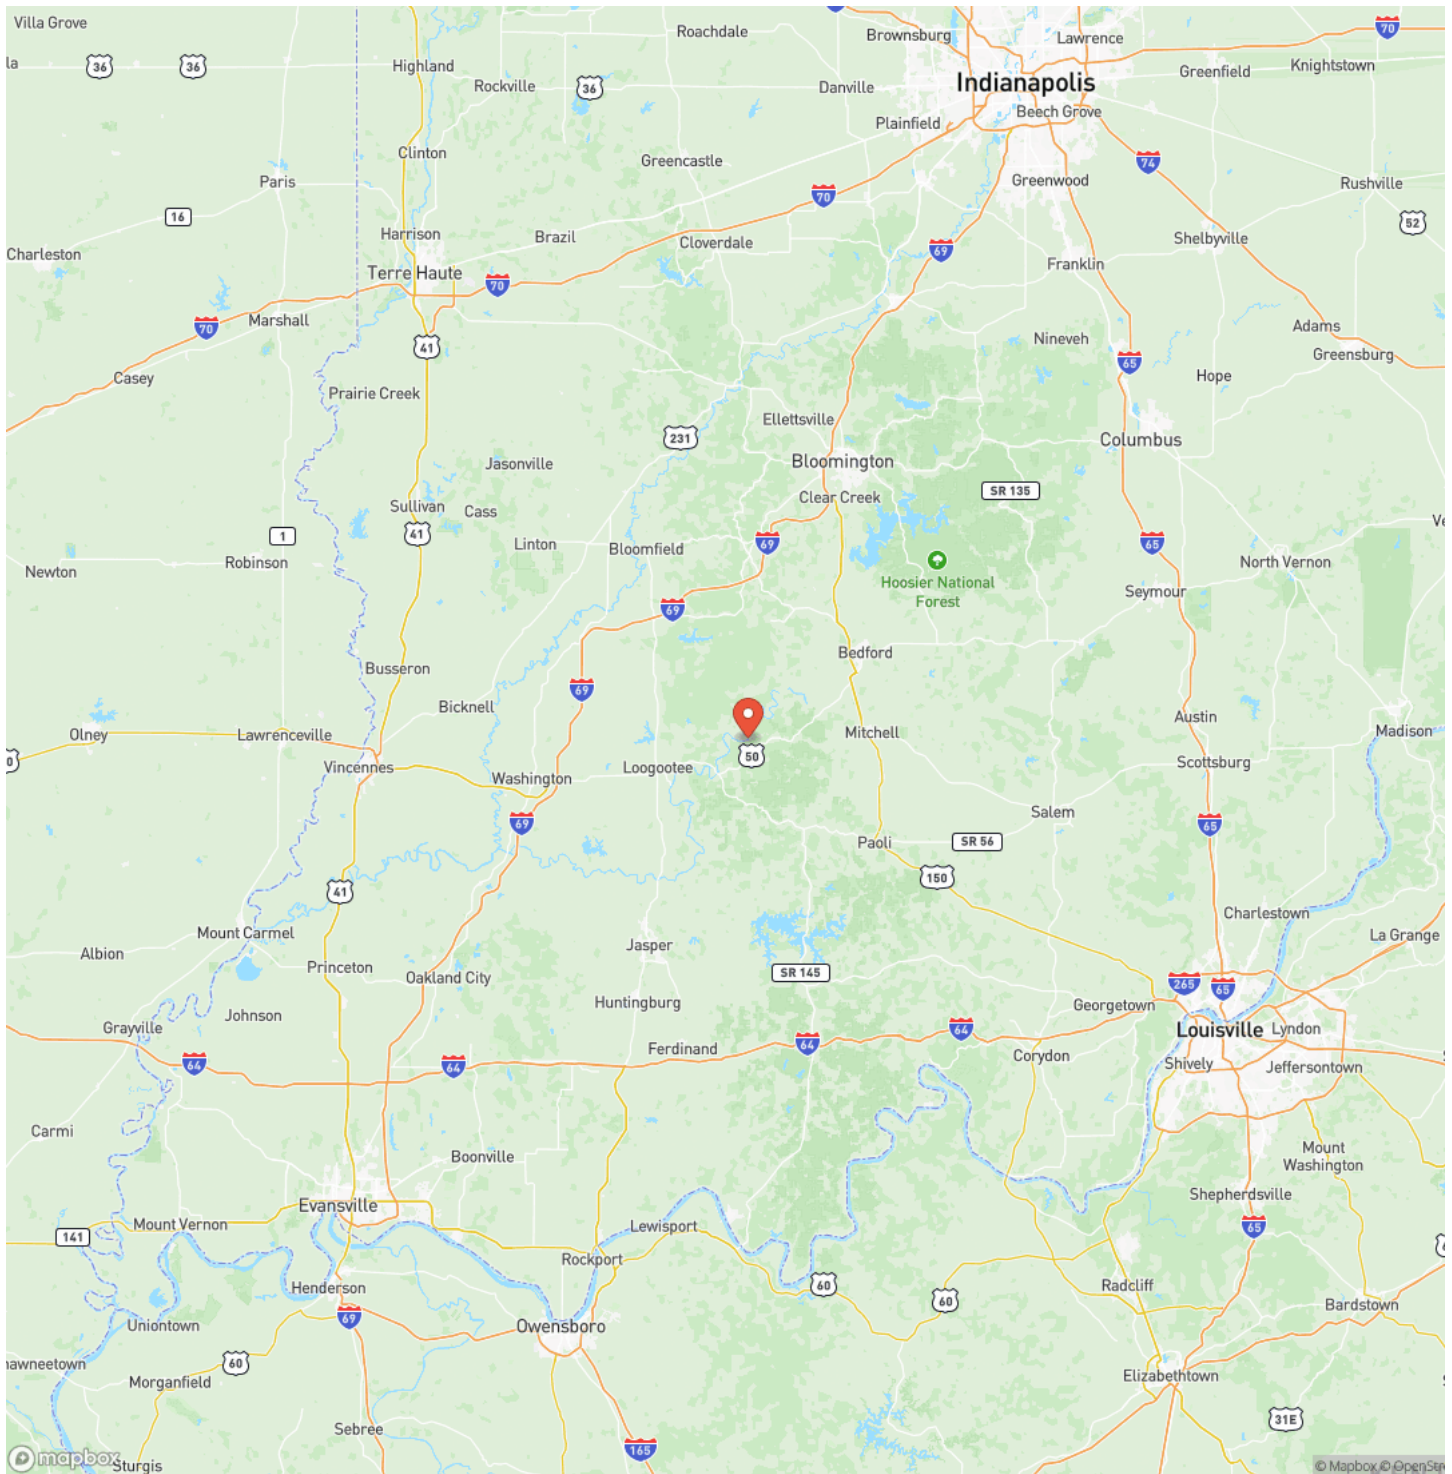 Villa Grove
Roachdale
Brownsburg
Lawrence
70
la
36
36
Highland
Rockville
36
Danville
Indianapolis
Greenfield
Knightstown
Beech Grove
Plainfield
Clinton
Greencastle
74
Paris
Greenwood
Rushville
70
16
52
Harrison
Brazil
Cloverdale
Shelbyville
Charleston
69
Terre Haute
Franklin
70
Marshall
70
Adams
41
Nineveh
Greensburg
65
Casey
Hope
Prairie Creek
Ellettsville
231
Columbus
Bloomington
Jasonville
SR 135
Clear Creek
Sullivan
Cass
Ve
41
1
Linton
Bloomfield
69
65
Robinson
North Vernon
Newton
Hoosier National
Forest
Seymour
69
Busseron
Bedford
69
Bicknell
Austin
Olney
Lawrenceville
Mitchell
Madison
50
0
Vincennes
Washington
Loogootee
Scottsburg
Salem
69
65
Paoli
SR 56
150
41
Charlestown
Mount Carmel
La Grange
Albion
Jasper
Princeton
Oakland City
SR 145
265
65
Huntingburg
Georgetown
Johnson
Grayville
64
Louisville
Lyndon
64
Ferdinand
Corydon
64
64
Shively
Jeffersontown
Carmi
Boonville
Mount
Washington
Shepherdsville
Evansville
Mount Vernon
Lewisport
65
141
Rockport
6
Henderson
60
Radcliff
60
Bardstown
69
Uniontown
Owensboro
60
hawneetown
Elizabethtown
Morganfield
31E
Sebree
165
mapbox
Sturgis
© Mapbox © OpenStre